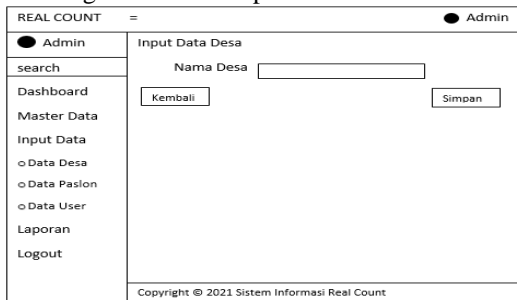 REAL COUNT = Admin
Admin
search
Dashboard
Master Data
Input Data
Data Desa
Data Paslon
Data User
Laporan
Logout
Input Data Desa
Nama Desa
Kembali Simpan
Copyright © 2021 Sistem Informasi Real Count